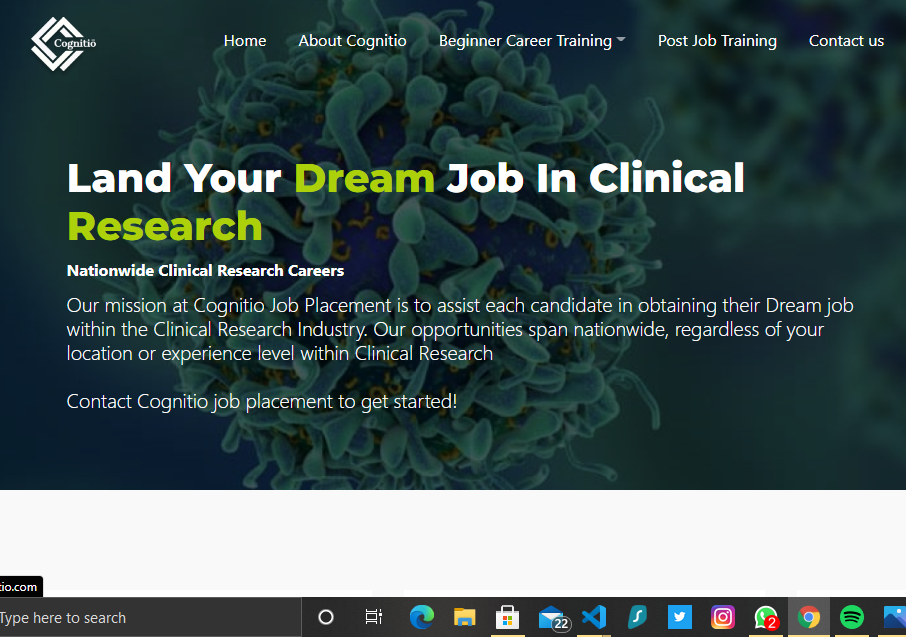 Cognitiō
Home About Cognitio Beginner Career Training Post Job Training Contact us
Land Your Dream Job In Clinical
Research
Nationwide Clinical Research Careers
Our mission at Cognitio Job Placement is to assist each candidate in obtaining their Dream job
within the Clinical Research Industry. Our opportunities span nationwide, regardless of your
location or experience level within Clinical Research
Contact Cognitio job placement to get started!
tio.com
Type here to search
22
2